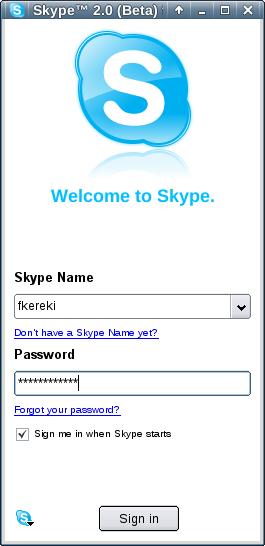 Skype™ 2.0 (Beta)
S
Welcome to Skype.
Skype Name
fkereki
Don't have a Skype Name yet?
Password
************
Forgot your password?
Sign me in when Skype starts
Sign in